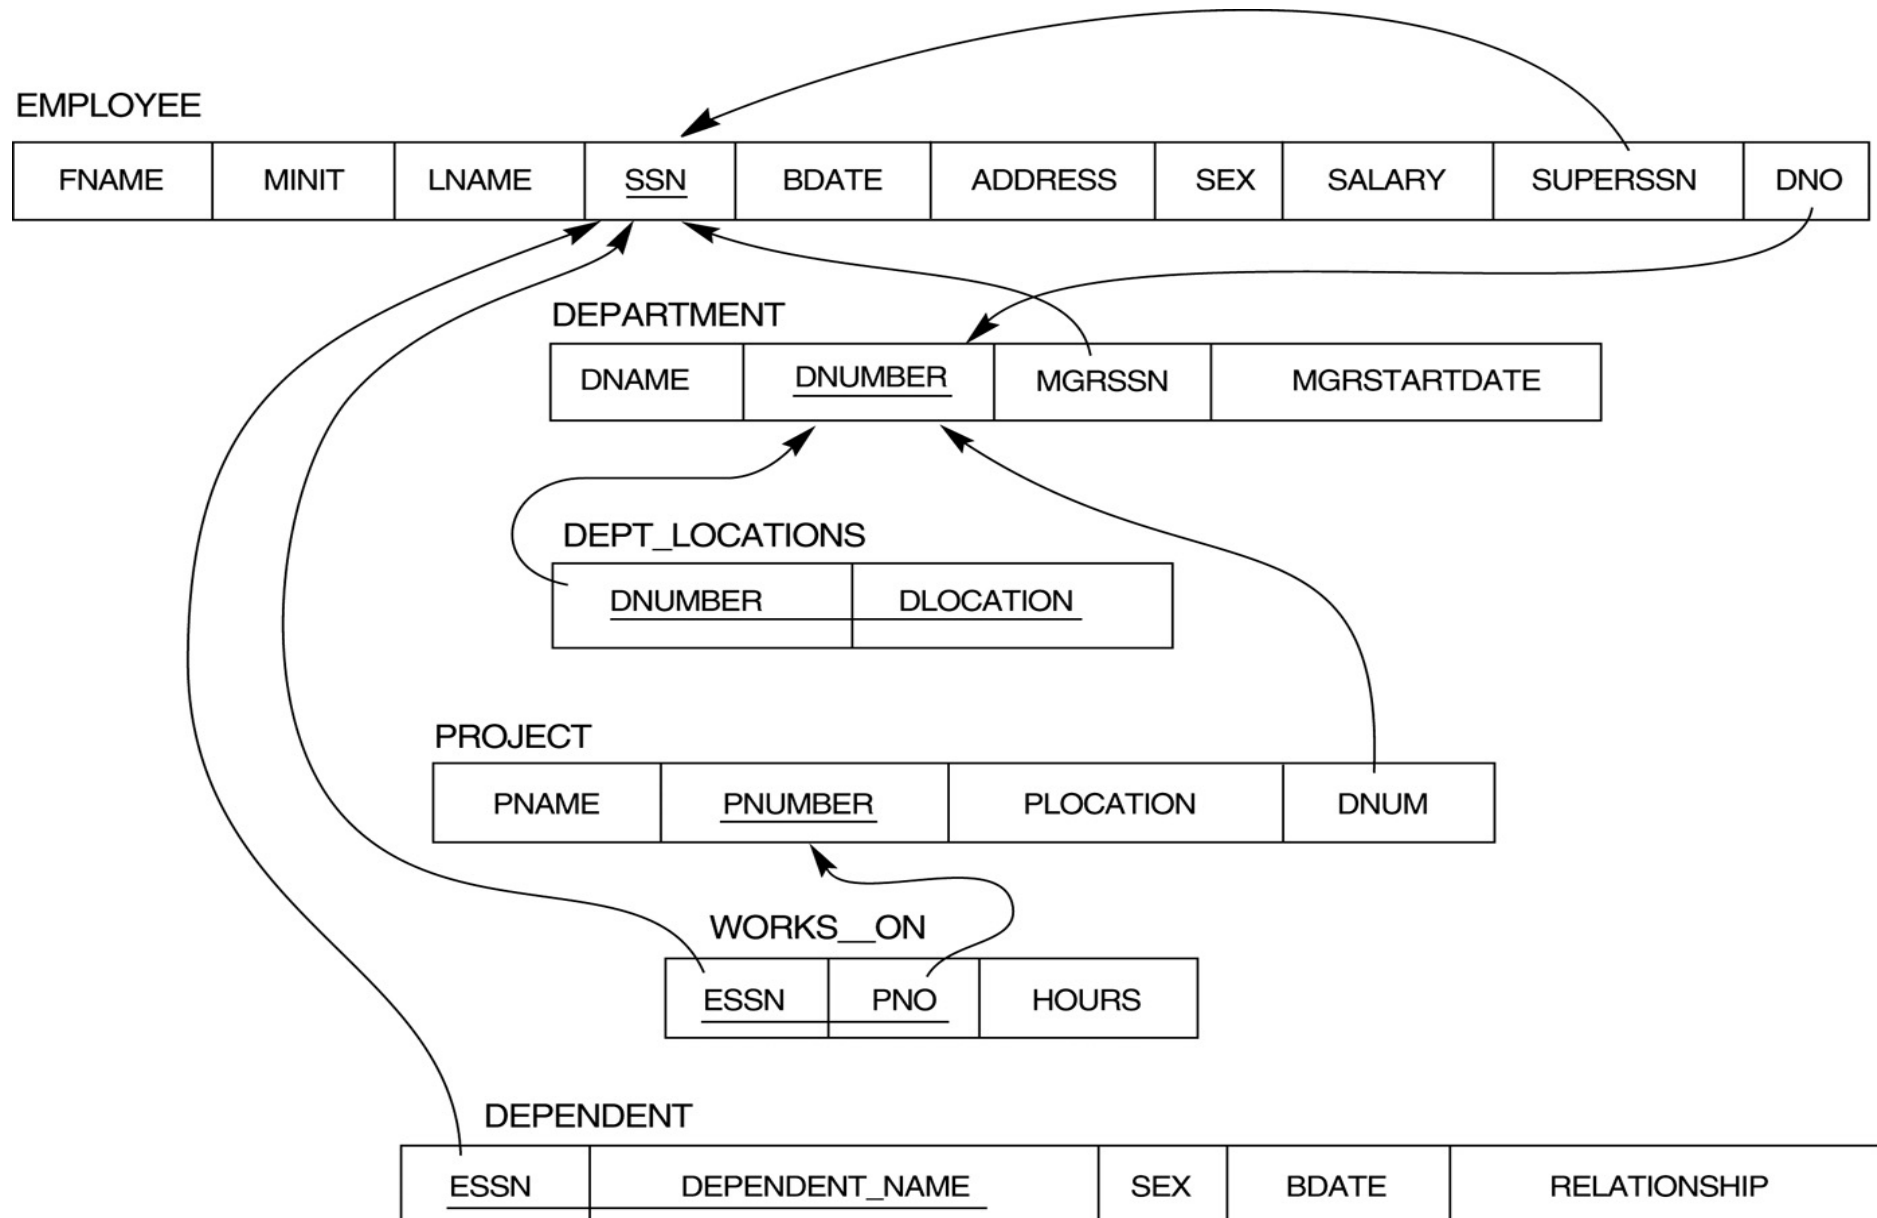 EMPLOYEE
FNAME MINIT LNAME SSN BDATE ADDRESS SEX SALARY SUPERSSN DNO
DEPARTMENT
DNAME DNUMBER MGRSSN MGRSTARTDATE
DEPT_LOCATIONS
DNUMBER DLOCATION
PROJECT
PNAME PNUMBER PLOCATION DNUM
WORKS__ON
ESSN PNO HOURS
DEPENDENT
ESSN DEPENDENT_NAME SEX BDATE RELATIONSHIP